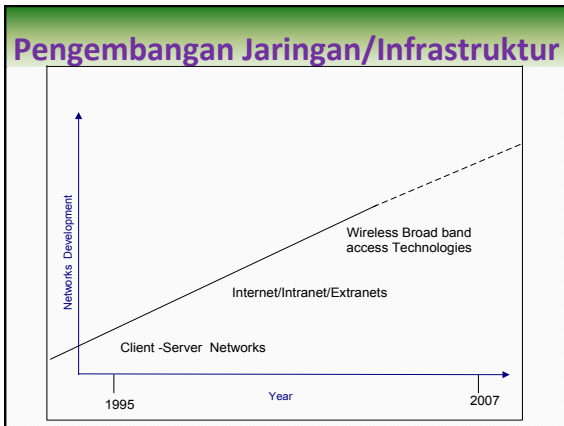 Pengembangan Jaringan/Infrastruktur
Networks Development
Wireless Broad band
access Technologies
Internet/Intranet/Extranets
Client -Server Networks
1995
Year
2007